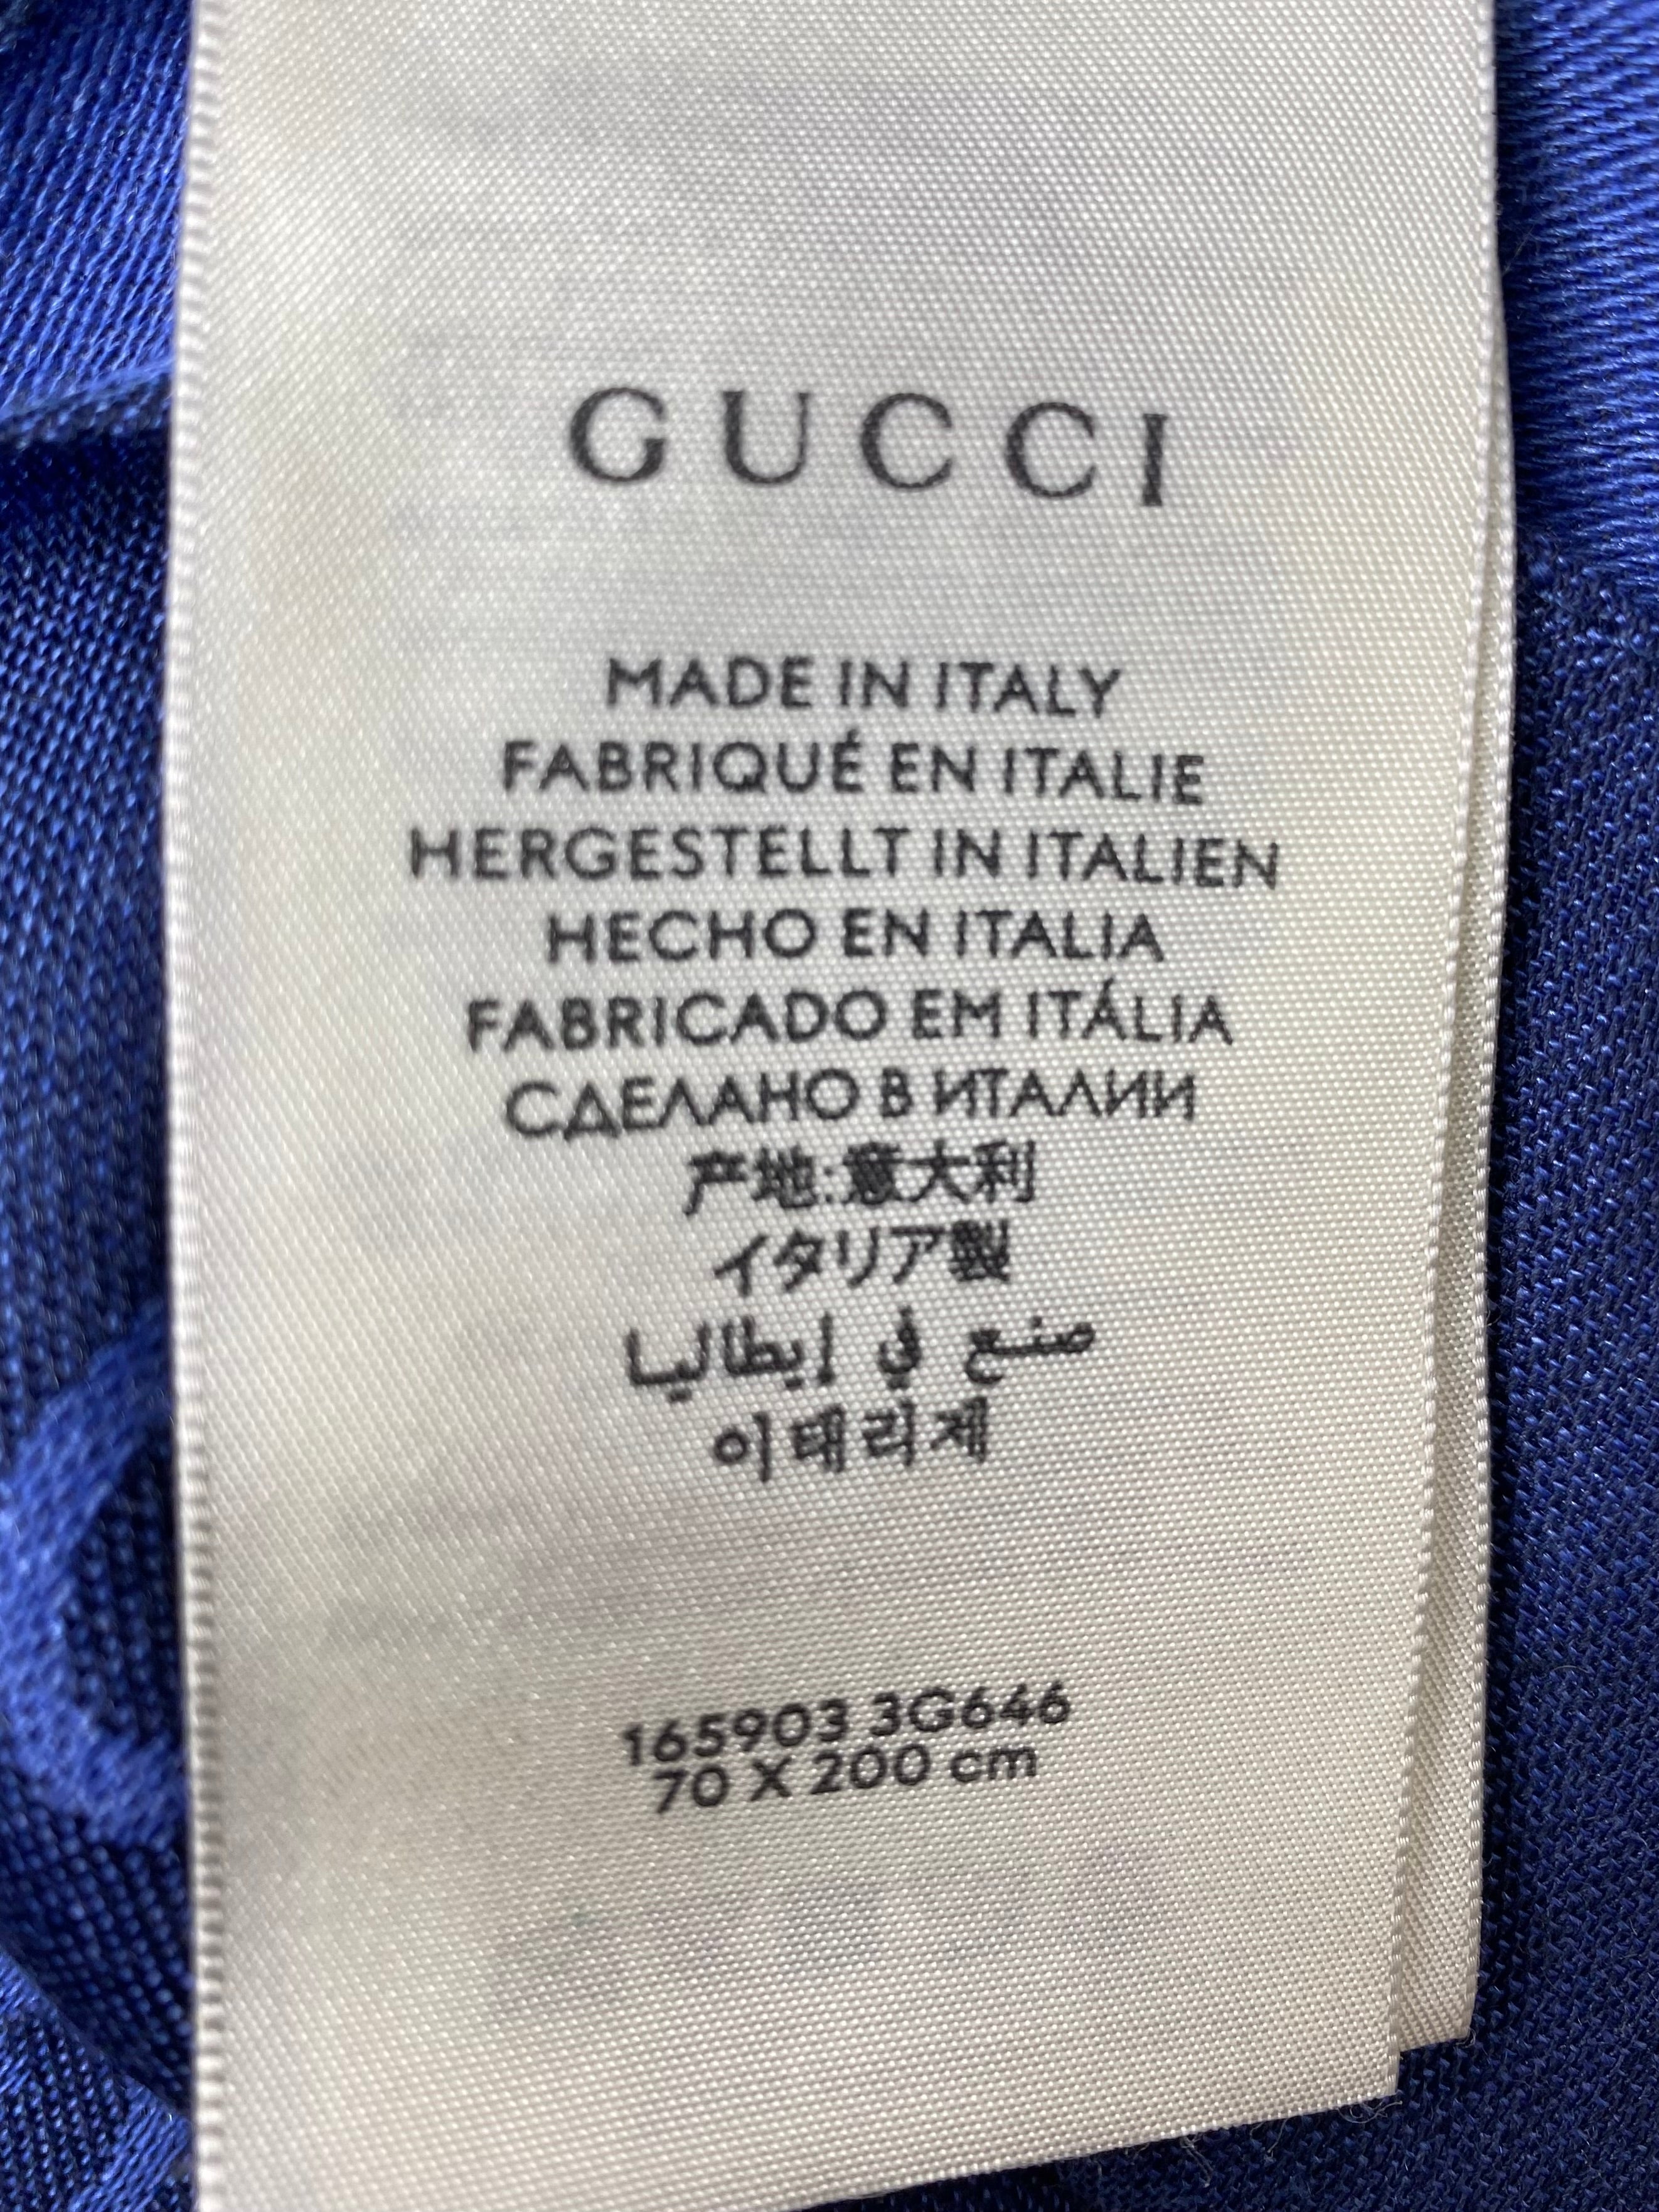 GUCCI
MADE IN ITALY
FABRIQUÉ EN ITALIE
HERGESTELLT IN ITALIEN
HECHO EN ITALIA
FABRICADO EM ITÁLIA
СДЕЛАНО В ИТАЛИИ
产地:意大利
イタリア製
صنع في إيطاليا
이태리제
165903 3G646
70 X 200 cm